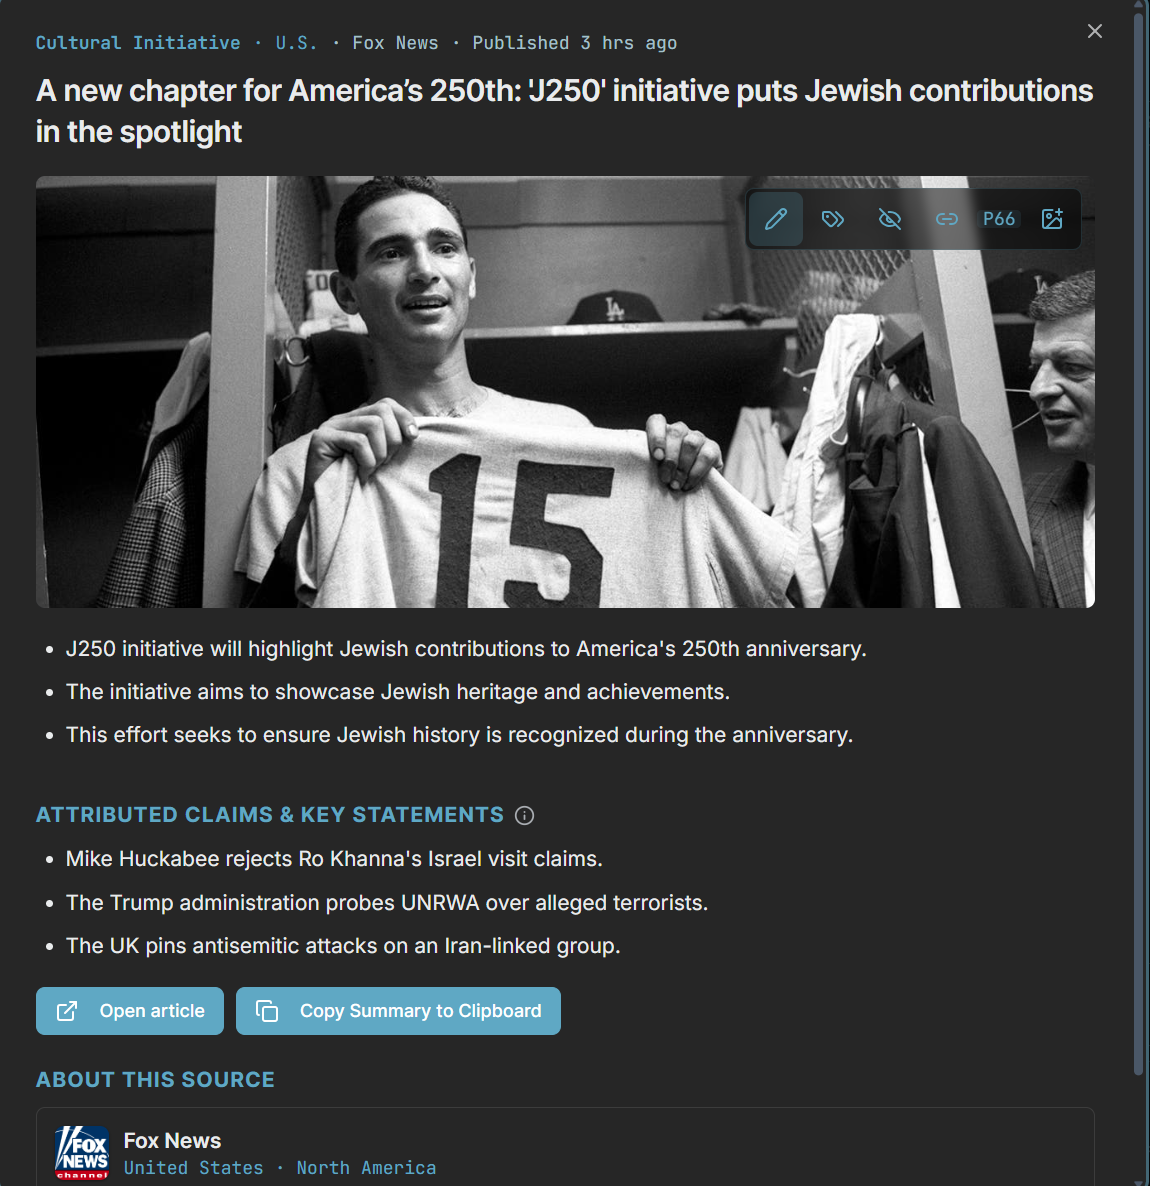 Cultural Initiative · U.S. · Fox News · Published 3 hrs ago
A new chapter for America’s 250th: 'J250' initiative puts Jewish contributions
in the spotlight
P66
LA
15
J250 initiative will highlight Jewish contributions to America's 250th anniversary.
The initiative aims to showcase Jewish heritage and achievements.
This effort seeks to ensure Jewish history is recognized during the anniversary.
ATTRIBUTED CLAIMS & KEY STATEMENTS
Mike Huckabee rejects Ro Khanna's Israel visit claims.
The Trump administration probes UNRWA over alleged terrorists.
The UK pins antisemitic attacks on an Iran-linked group.
Open article
Copy Summary to Clipboard
ABOUT THIS SOURCE
FOX
NEWS
channel
Fox News
United States · North America